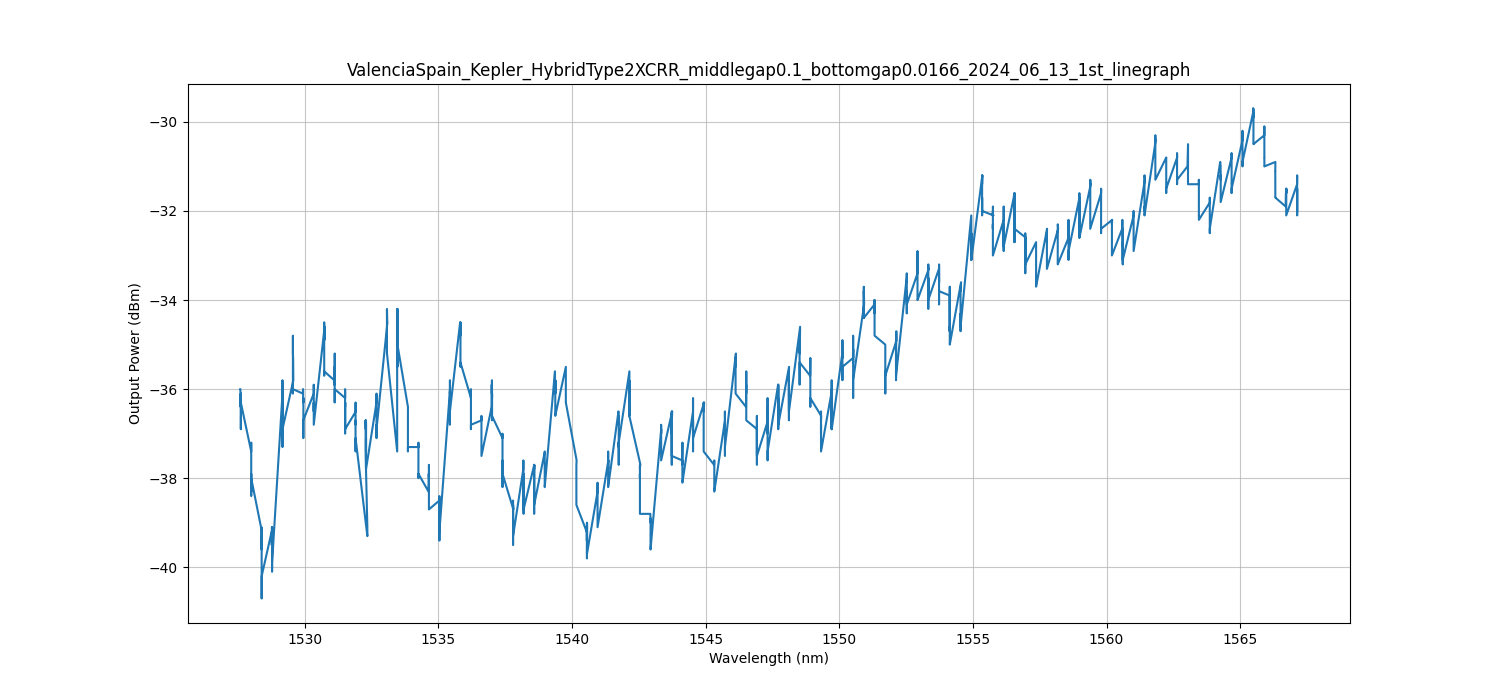 ValenciaSpain_Kepler_HybridType2XCRR_middlegap0.1_bottomgap0.0166_2024_06_13_1st_linegraph
−30
−32
−34
−36
−38
−40
Output Power (dBm)
1530 1535 1540 1545 1550 1555 1560 1565
Wavelength (nm)